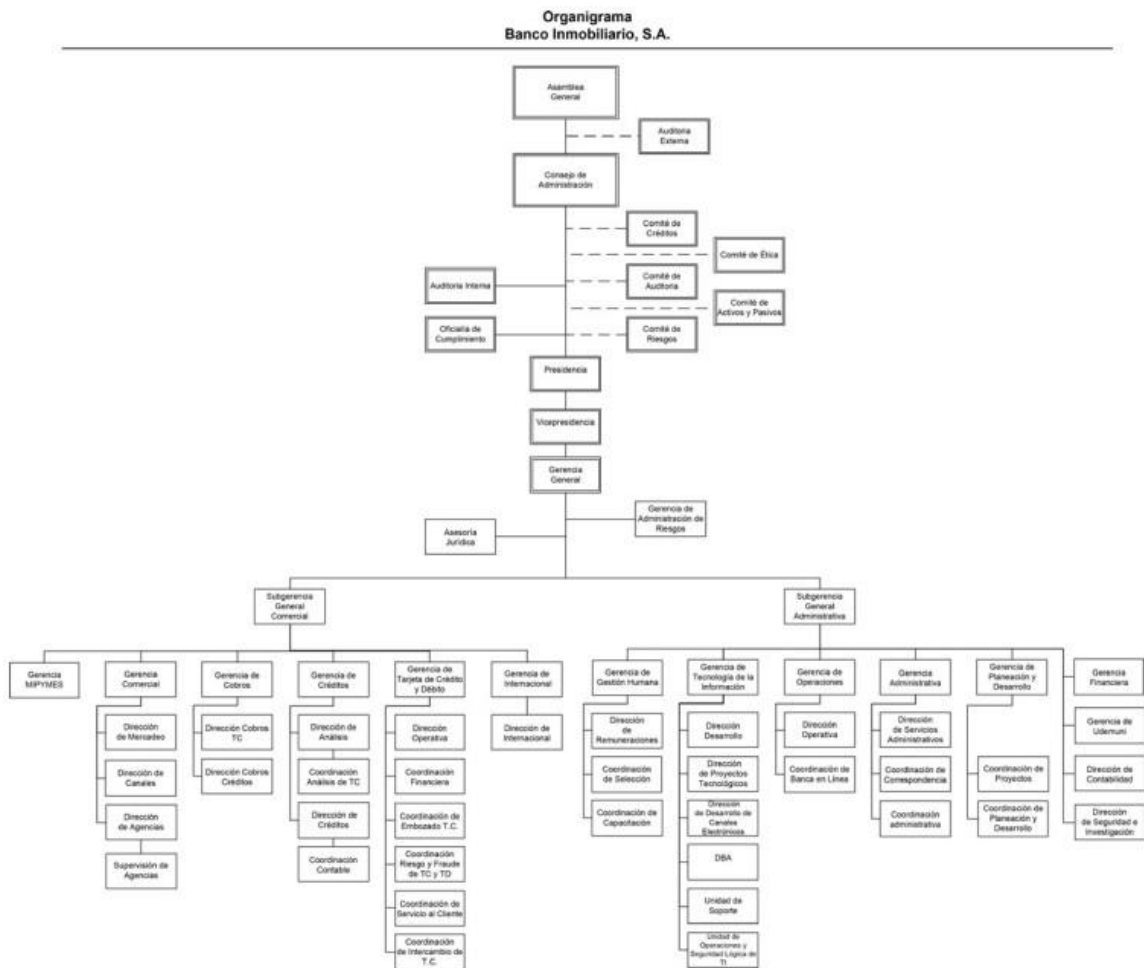 Organigrama
Banco Inmobiliario, S.A.
Asamblea
General
Auditoria
Externa
Consejo de
Administración
Comité de
Créditos
Comité de Ética
Auditoría Interna
Comité de
Auditoria
Comité de
Activos y Pasivos
Oficialía de
Cumplimiento
Comité de
Riesgos
Presidencia
Vicepresidencia
Gerencia
General
Gerencia de
Administración de
Riesgos
Asesoría
Jurídica
Subgerencia
General
Comercial
Subgerencia
General
Administrativa
Gerencia
MIPYMES
Gerencia
Comercial
Gerencia de
Cobros
Gerencia de
Créditos
Gerencia de
Tarjeta de Crédito
y Débito
Gerencia de
Internacional
Gerencia de
Gestión Humana
Gerencia de
Tecnología de la
Información
Gerencia de
Operaciones
Gerencia
Administrativa
Gerencia de
Planeación y
Desarrollo
Gerencia
Financiera
Dirección
de Mercadeo
Dirección Cobros
TC
Dirección de
Análisis
Dirección
Operativa
Dirección de
Internacional
Dirección
de
Remuneraciones
Dirección
Desarrollo
Dirección
Operativa
Dirección
de Servicios
Administrativos
Gerencia de
Udemuni
Dirección de
Canales
Dirección Cobros
Créditos
Coordinación
Análisis de TC
Coordinación
Financiera
Coordinación
de Selección
Dirección
de Proyectos
Tecnológicos
Coordinación de
Banca en Línea
Coordinación de
Correspondencia
Coordinación de
Proyectos
Dirección de
Contabilidad
Dirección
de Agencias
Dirección de
Créditos
Coordinación de
Embozado T.C.
Coordinación de
Capacitación
Dirección
de Desarrollo de
Canales
Electrónicos
Coordinación
administrativa
Coordinación de
Planeación y
Desarrollo
Dirección
de Seguridad e
Investigación
Supervisión de
Agencias
Coordinación
Contable
Coordinación
Riesgo y Fraude
de TC y TD
DBA
Coordinación de
Servicio al Cliente
Unidad de
Soporte
Coordinación
de Intercambio de
T.C.
Unidad de
Operaciones y
Seguridad Lógica de
TI